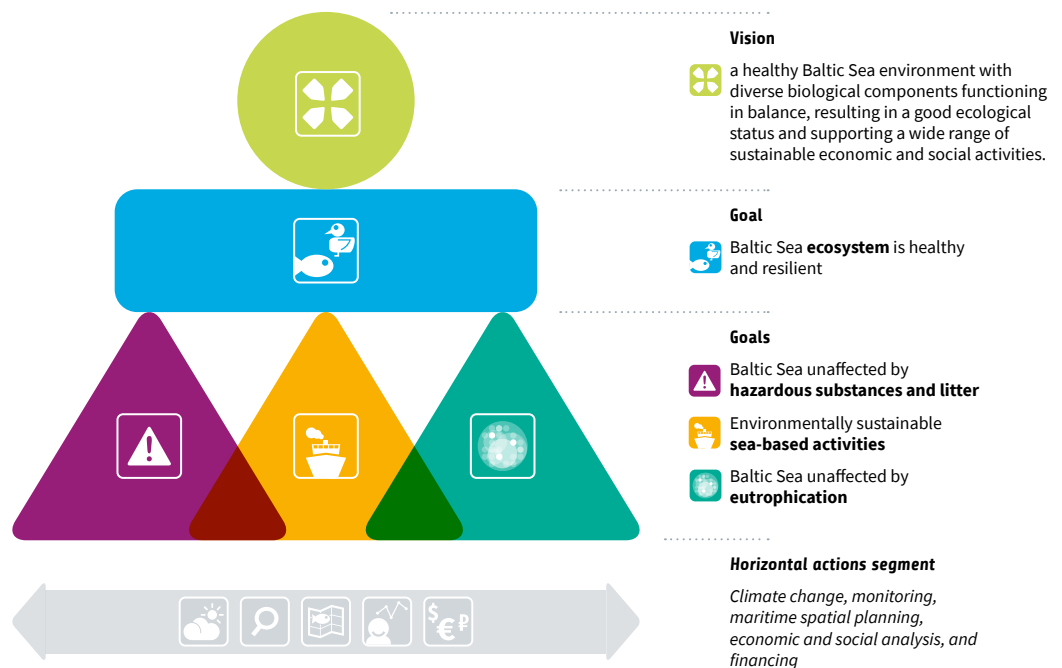 Vision
a healthy Baltic Sea environment with
diverse biological components functioning
in balance, resulting in a good ecological
status and supporting a wide range of
sustainable economic and social activities.
Goal
Baltic Sea ecosystem is healthy
and resilient
Goals
Baltic Sea unaffected by
hazardous substances and litter
Environmentally sustainable
sea-based activities
Baltic Sea unaffected by
eutrophication
Horizontal actions segment
Climate change, monitoring,
maritime spatial planning,
economic and social analysis, and
financing
$ € ₽